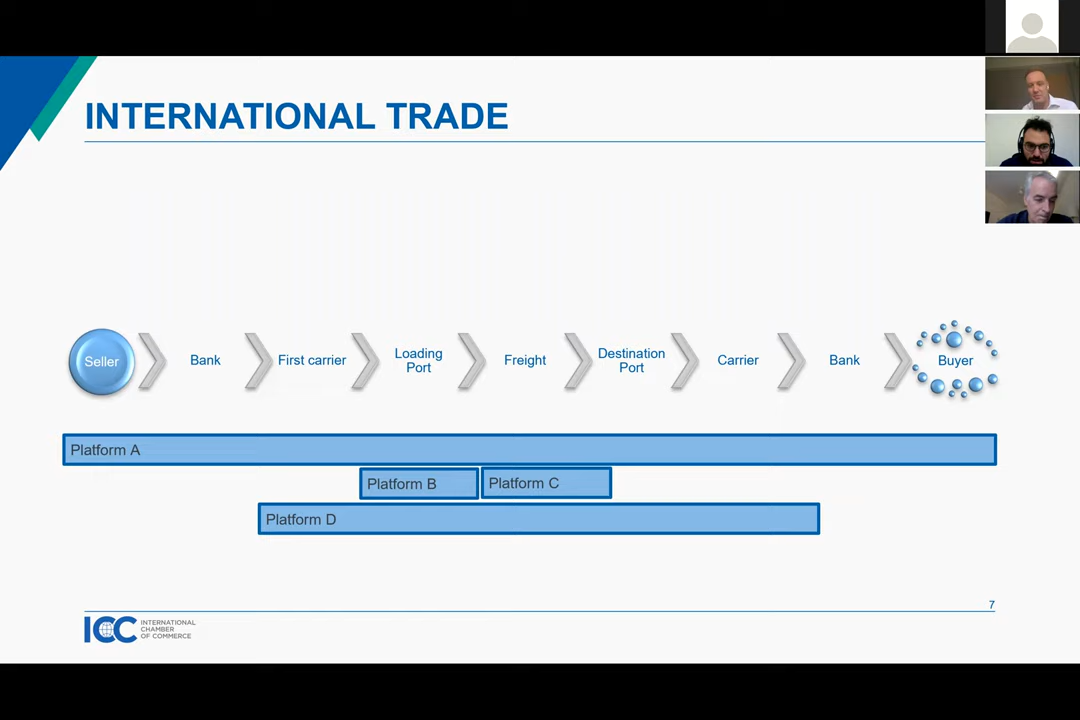 INTERNATIONAL TRADE
Seller
Bank
First carrier
Loading
Port
Freight
Destination
Port
Carrier
Bank
Buyer
Platform A
Platform B
Platform C
Platform D
7
ICC
INTERNATIONAL
CHAMBER
OF COMMERCE